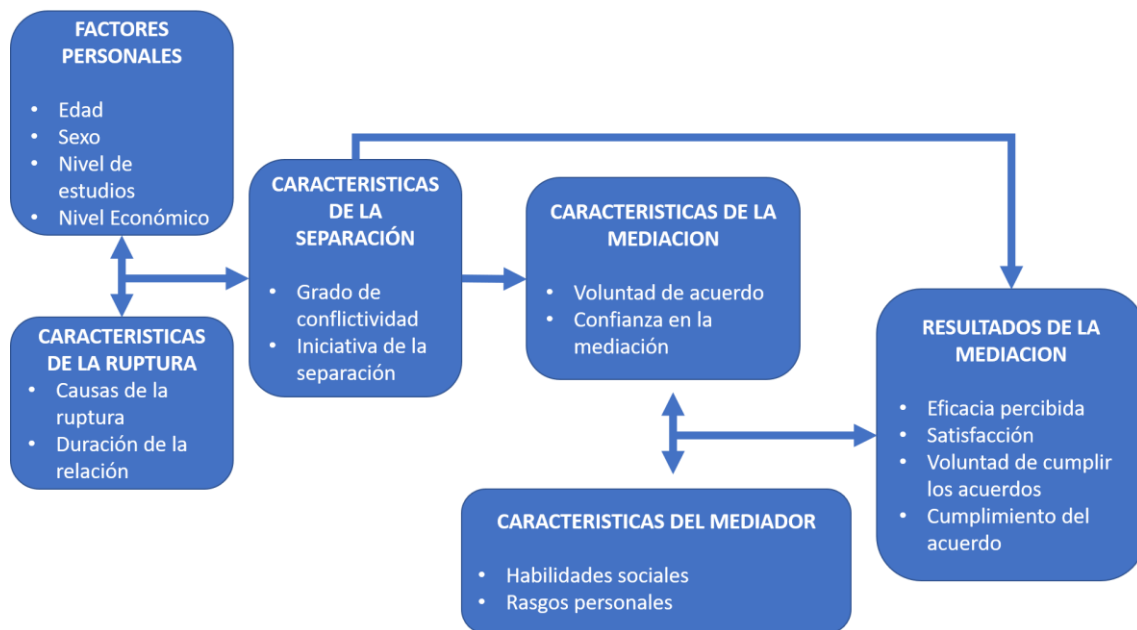 FACTORES
PERSONALES
• Edad
• Sexo
• Nivel de
estudios
• Nivel Económico
CARACTERISTICAS
DE LA RUPTURA
• Causas de la
ruptura
• Duración de la
relación
CARACTERISTICAS
DE LA
SEPARACIÓN
• Grado de
conflictividad
• Iniciativa de la
separación
CARACTERISTICAS DE LA
MEDIACION
• Voluntad de acuerdo
• Confianza en la
mediación
CARACTERISTICAS DEL MEDIADOR
• Habilidades sociales
• Rasgos personales
RESULTADOS DE LA
MEDIACION
• Eficacia percibida
• Satisfacción
• Voluntad de cumplir
los acuerdos
• Cumplimiento del
acuerdo